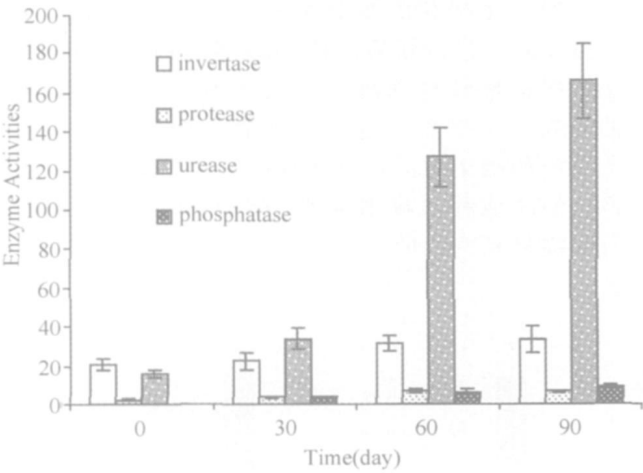 200
180
160
140
120
100
80
60
40
20
0
Enzyme Activities
invertase
protease
urease
phosphatase
0 30 60 90
Time(day)